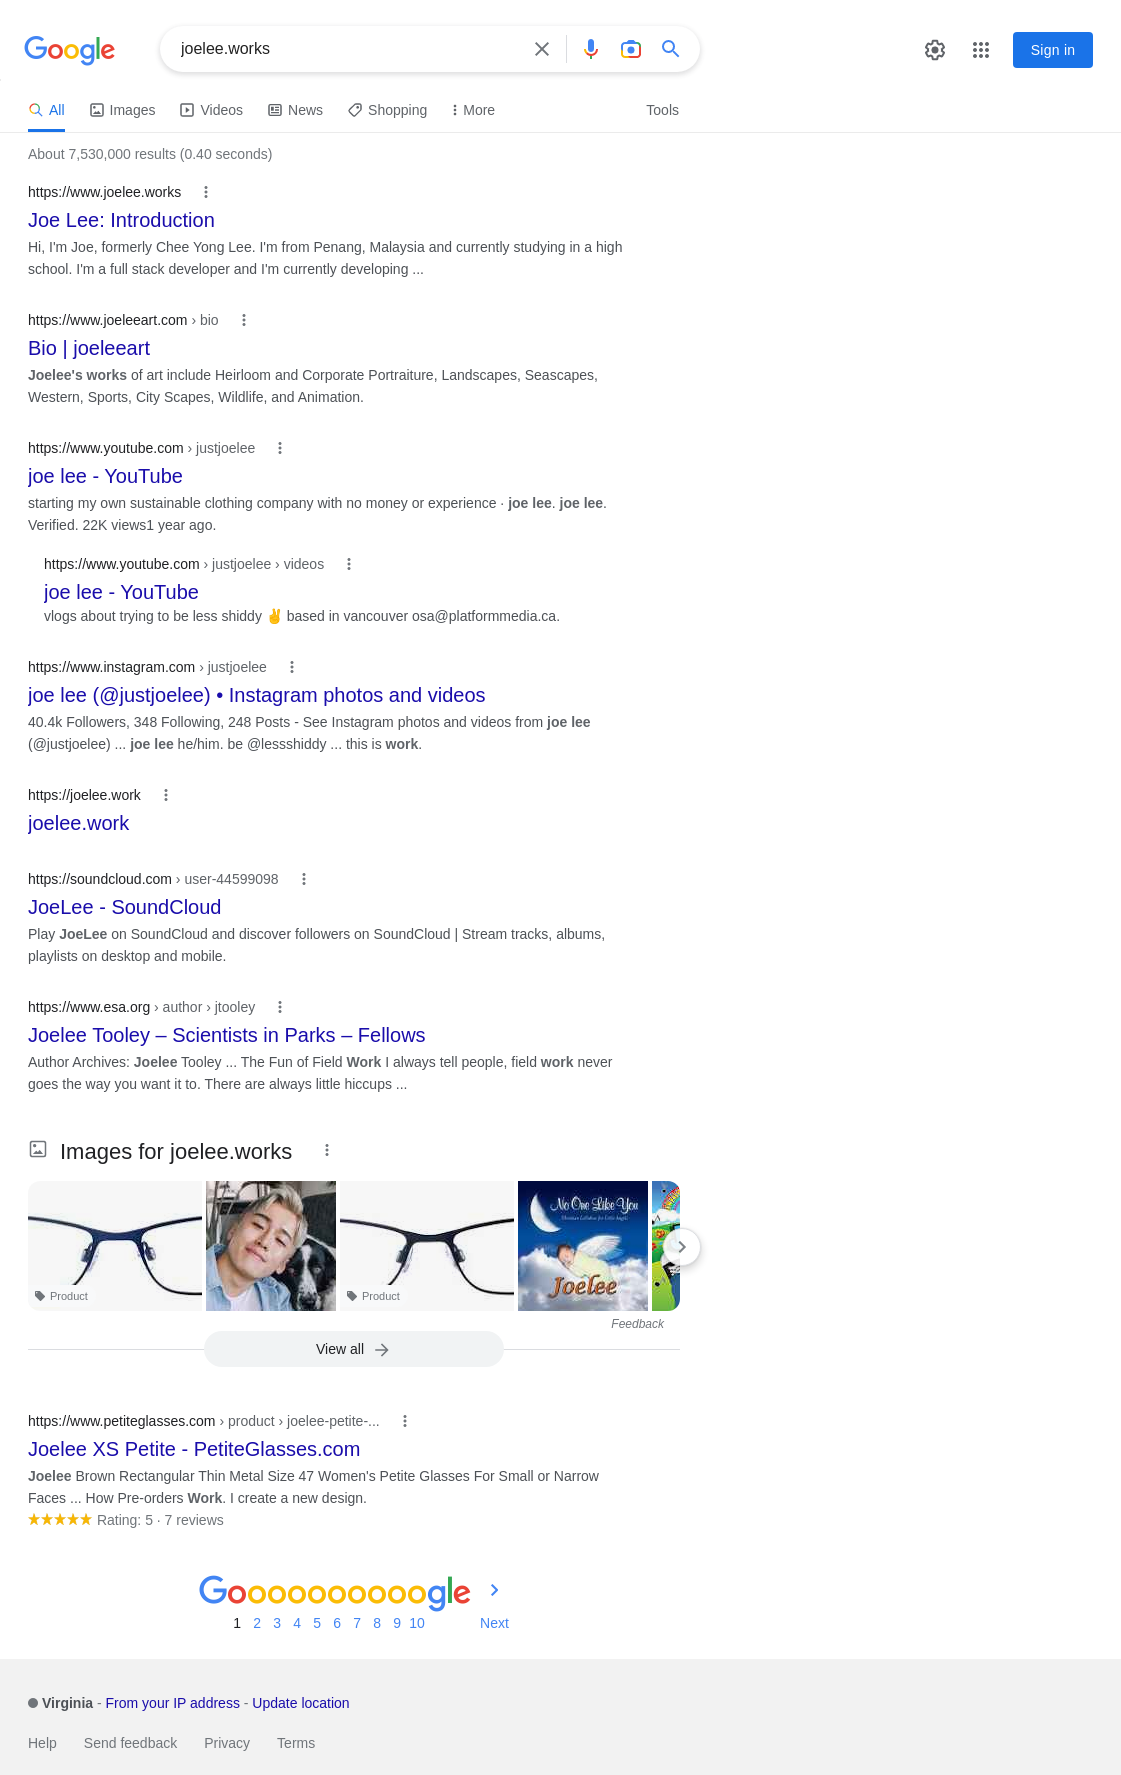 Google
joelee.works
Sign in
All
Images
Videos
News
Shopping
More
Tools
About 7,530,000 results (0.40 seconds)
https://www.joelee.works
Joe Lee: Introduction
Hi, I'm Joe, formerly Chee Yong Lee. I'm from Penang, Malaysia and currently studying in a high
school. I'm a full stack developer and I'm currently developing ...
https://www.joeleeart.com › bio
Bio | joeleeart
Joelee's works of art include Heirloom and Corporate Portraiture, Landscapes, Seascapes,
Western, Sports, City Scapes, Wildlife, and Animation.
https://www.youtube.com › justjoelee
joe lee - YouTube
starting my own sustainable clothing company with no money or experience · joe lee. joe lee.
Verified. 22K views1 year ago.
https://www.youtube.com › justjoelee › videos
joe lee - YouTube
vlogs about trying to be less shiddy ✌ based in vancouver osa@platformmedia.ca.
https://www.instagram.com › justjoelee
joe lee (@justjoelee) • Instagram photos and videos
40.4k Followers, 348 Following, 248 Posts - See Instagram photos and videos from joe lee
(@justjoelee) ... joe lee he/him. be @lessshiddy ... this is work.
https://joelee.work
joelee.work
https://soundcloud.com › user-44599098
JoeLee - SoundCloud
Play JoeLee on SoundCloud and discover followers on SoundCloud | Stream tracks, albums,
playlists on desktop and mobile.
https://www.esa.org › author › jtooley
Joelee Tooley – Scientists in Parks – Fellows
Author Archives: Joelee Tooley ... The Fun of Field Work I always tell people, field work never
goes the way you want it to. There are always little hiccups ...
Images for joelee.works
Product
Product
No One Like You
Joelee
Feedback
View all
https://www.petiteglasses.com › product › joelee-petite-...
Joelee XS Petite - PetiteGlasses.com
Joelee Brown Rectangular Thin Metal Size 47 Women's Petite Glasses For Small or Narrow
Faces ... How Pre-orders Work. I create a new design.
Rating: 5 · 7 reviews
Goooooooooogle
1 2 3 4 5 6 7 8 9 10 Next
Virginia - From your IP address - Update location
Help Send feedback Privacy Terms